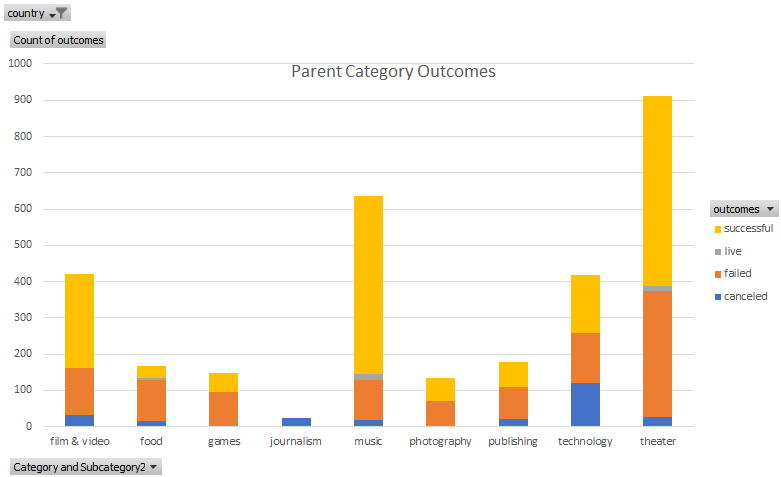 country
Count of outcomes
Parent Category Outcomes
1000
900
800
700
600
500
400
300
200
100
0
film & video
food
games
journalism
music
photography
publishing
technology
theater
outcomes
successful
live
failed
canceled
Category and Subcategory2